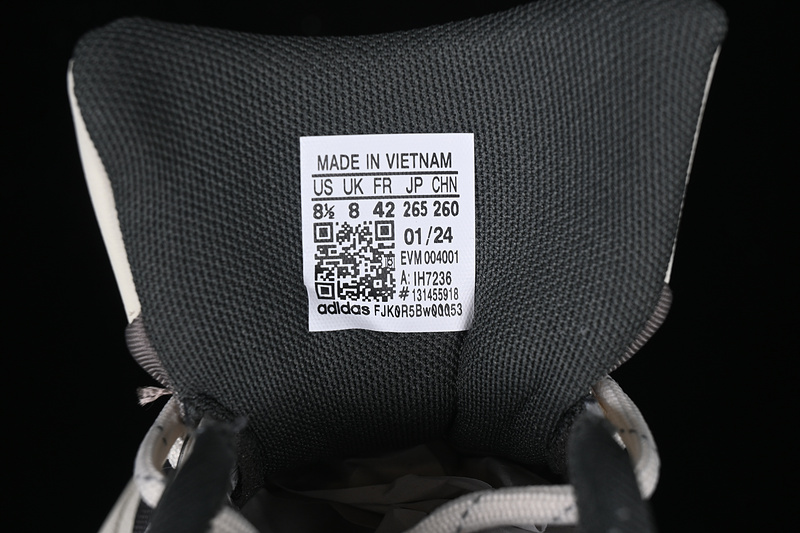 MADE IN VIETNAM
US UK FR JP CHN
8½ 8 42 265 260
01/24
EVM 004001
A: IH7236
# 131455918
adidas FJK0R5Bw00053